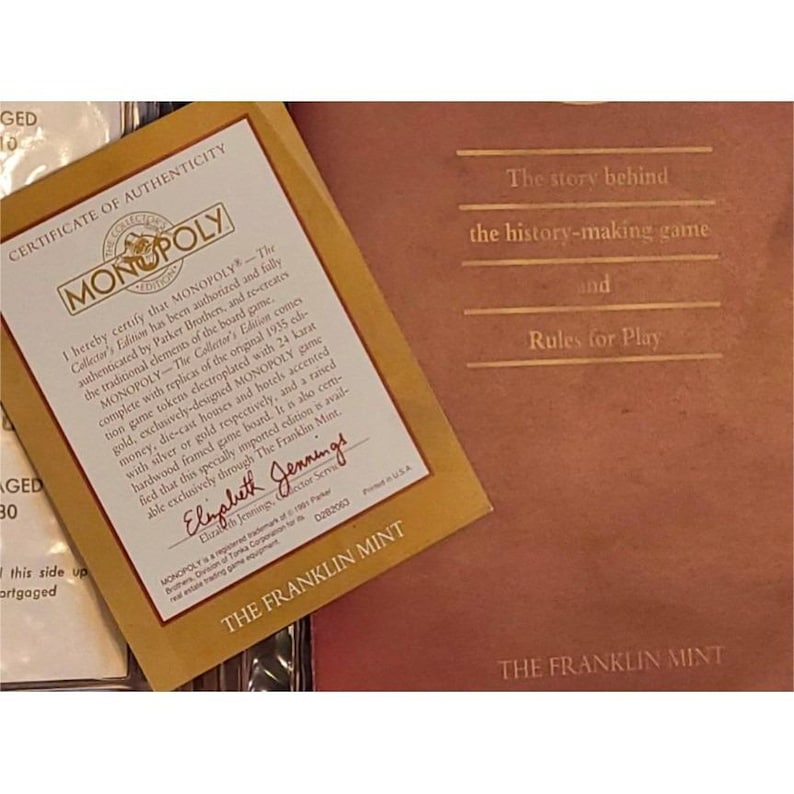 GED
10
AGED
30
l this side up
ortgaged
CERTIFICATE OF AUTHENTICITY
THE COLLECTOR'S
MONOPOLY
• EDITION •
I hereby certify that MONOPOLY® — The
Collector's Edition has been authorized and fully
authenticated by Parker Brothers, and re-creates
the traditional elements of the board game.
MONOPOLY — The Collector's Edition comes
complete with replicas of the original 1935 edi-
tion game tokens electroplated with 24 karat
gold, exclusively-designed MONOPOLY game
money, die-cast houses and hotels accented
with silver or gold respectively, and a raised
hardwood framed game board. It is also certi-
fied that this specially imported edition is avail-
able exclusively through The Franklin Mint.
Elizabeth Jennings
Elizabeth Jennings, Collector Service
MONOPOLY is a registered trademark of © 1991 Parker
Brothers, Division of Tonka Corporation for its
real estate trading game equipment.
D2B2063
Printed in U.S.A.
THE FRANKLIN MINT
The story behind
the history-making game
and
Rules for Play
THE FRANKLIN MINT